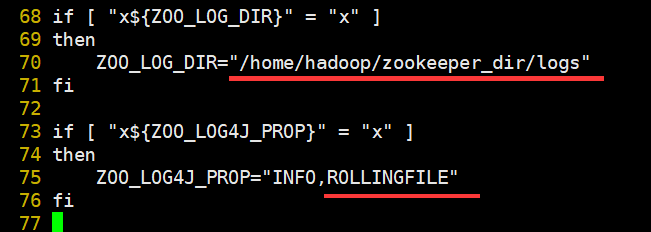 68 if [ "x${ZOO_LOG_DIR}" = "x" ]
69 then
70     ZOO_LOG_DIR="/home/hadoop/zookeeper_dir/logs"
71 fi
72
73 if [ "x${ZOO_LOG4J_PROP}" = "x" ]
74 then
75     ZOO_LOG4J_PROP="INFO,ROLLINGFILE"
76 fi
77